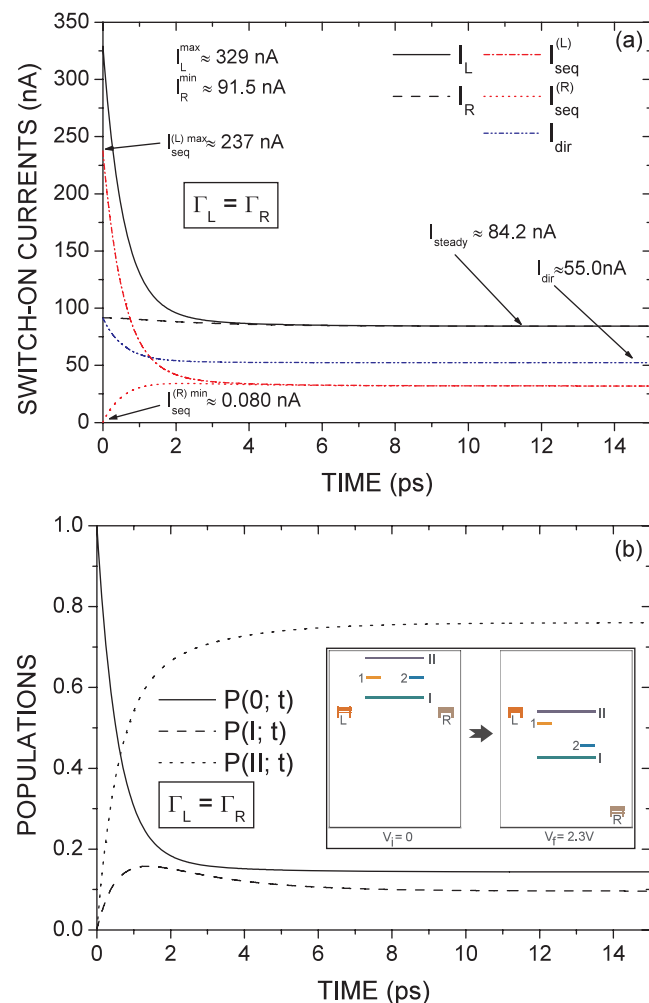 (a)
I_L^max ≈ 329 nA
I_R^min ≈ 91.5 nA
I_L
I_R
I_seq^(L)
I_seq^(R)
I_dir
I_seq^(L) max ≈ 237 nA
Γ_L = Γ_R
I_steady ≈ 84.2 nA
I_dir ≈55.0nA
I_seq^(R) min ≈ 0.080 nA
SWITCH-ON CURRENTS (nA)
350
300
250
200
150
100
50
0
0 2 4 6 8 10 12 14
TIME (ps)
(b)
POPULATIONS
1.0
0.8
0.6
0.4
0.2
0.0
P(0; t)
P(I; t)
P(II; t)
Γ_L = Γ_R
II
1 2
I
L R
V_i = 0
L
II
1
2
I
R
V_f = 2.3V
0 2 4 6 8 10 12 14
TIME (ps)